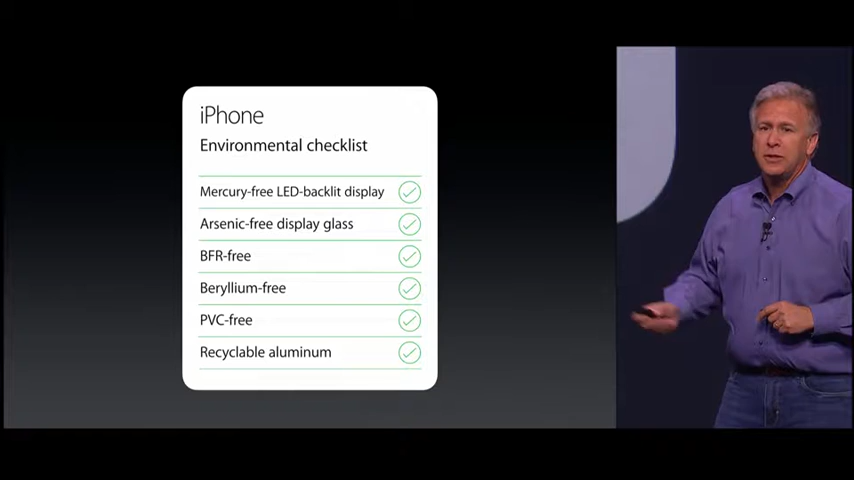 iPhone
Environmental checklist
Mercury-free LED-backlit display
Arsenic-free display glass
BFR-free
Beryllium-free
PVC-free
Recyclable aluminum